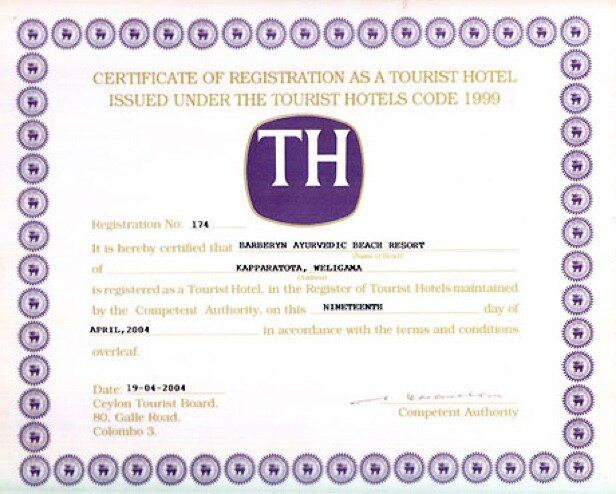 CERTIFICATE OF REGISTRATION AS A TOURIST HOTEL
ISSUED UNDER THE TOURIST HOTELS CODE 1999
TH
Registration No. 174
It is hereby certified that BARBERYN AYURVEDIC BEACH RESORT
(Name of Hotel)
of KAPPARATOTA, WELIGAMA
(Address)
is registered as a Tourist Hotel, in the Register of Tourist Hotels maintained
by the Competent Authority, on this NINETEENTH day of
APRIL,2004 in accordance with the terms and conditions
overleaf.
Date: 19-04-2004
Ceylon Tourist Board,
80, Galle Road,
Colombo 3.
Competent Authority